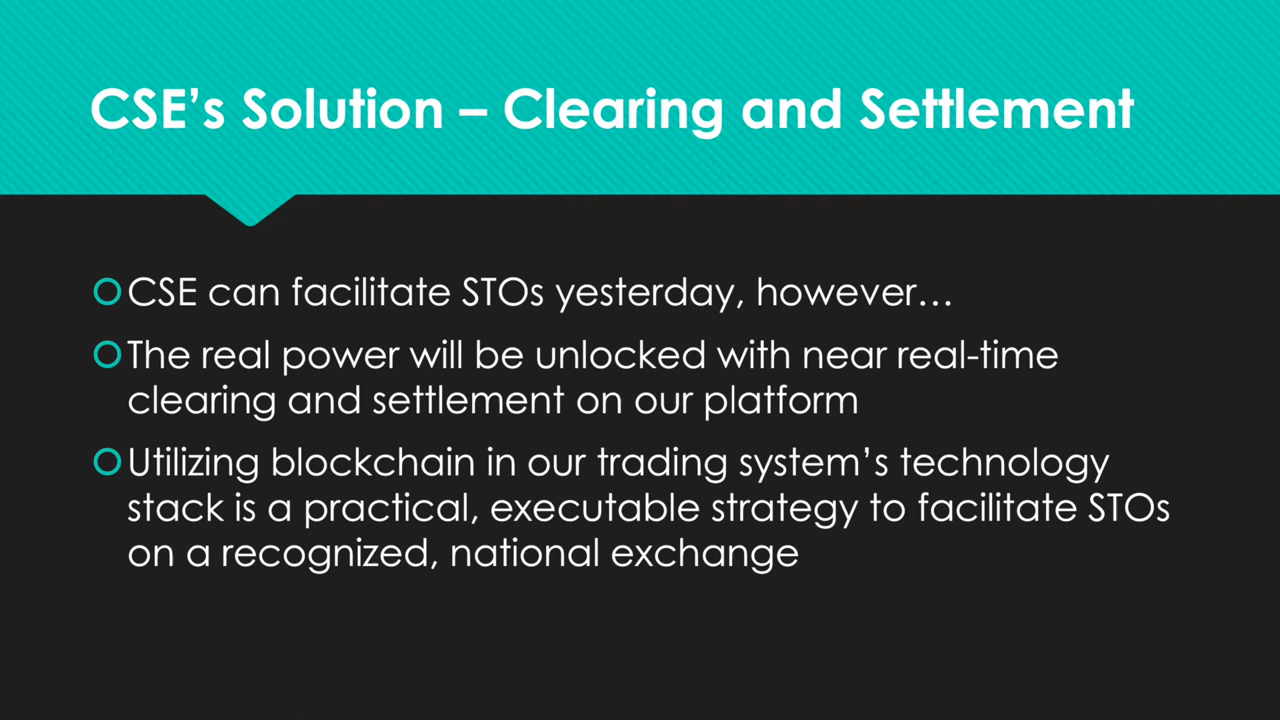 CSE’s Solution – Clearing and Settlement
CSE can facilitate STOs yesterday, however…
The real power will be unlocked with near real-time
clearing and settlement on our platform
Utilizing blockchain in our trading system’s technology
stack is a practical, executable strategy to facilitate STOs
on a recognized, national exchange